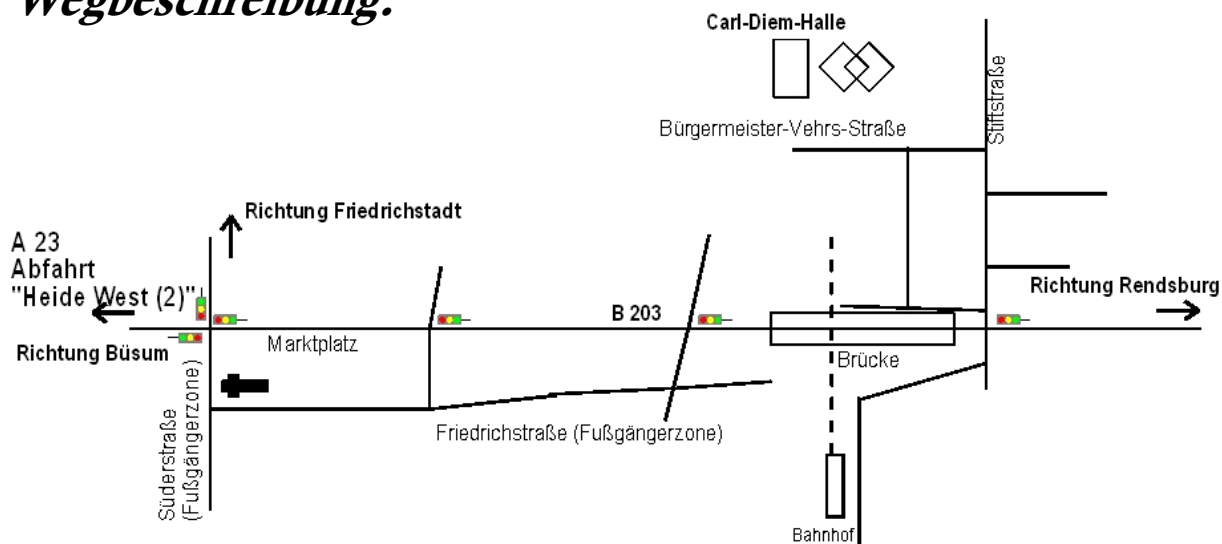 Wegbeschreibung:
Carl-Diem-Halle
Stiftstraße
Bürgermeister-Vehrs-Straße
Richtung Friedrichstadt
A 23
Abfahrt
"Heide West (2)"
Richtung Rendsburg
B 203
Richtung Büsum
Marktplatz
Brücke
Süderstraße
(Fußgängerzone)
Friedrichstraße (Fußgängerzone)
Bahnhof